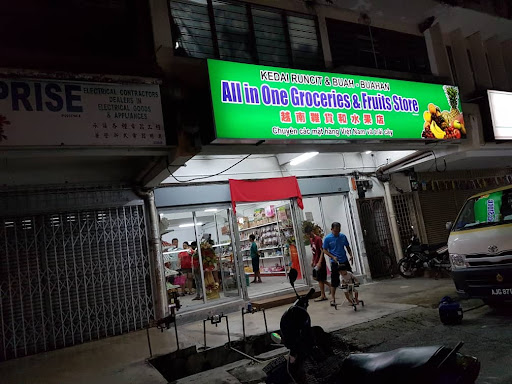 PRISE
ELECTRICAL CONTRACTORS
DEALERS IN
ELECTRICAL GOODS
& APPLIANCES
KEDAI RUNCIT & BUAH - BUAHAN
All in One Groceries & Fruits Store
越南雜貨和水果店
Chuyên các mặt hàng Việt Nam và trái cây